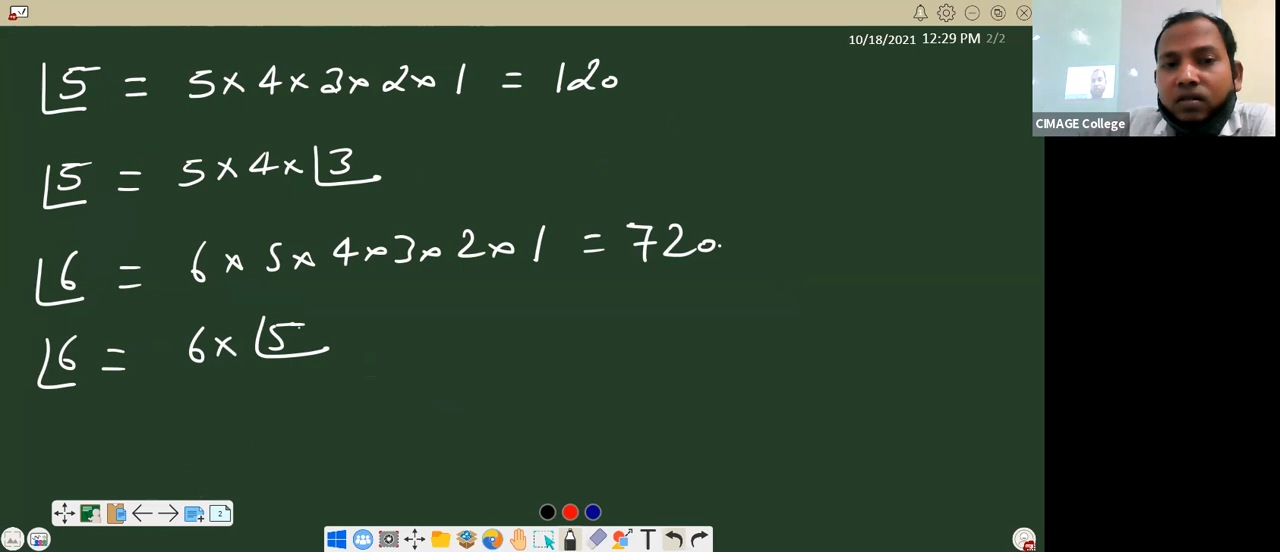 10/18/2021 12:29 PM 2/2
⌊5 = 5 × 4 × 3 × 2 × 1 = 120
⌊5 = 5 × 4 × ⌊3
⌊6 = 6 × 5 × 4 × 3 × 2 × 1 = 720
⌊6 = 6 × ⌊5
CIMAGE College
2
T